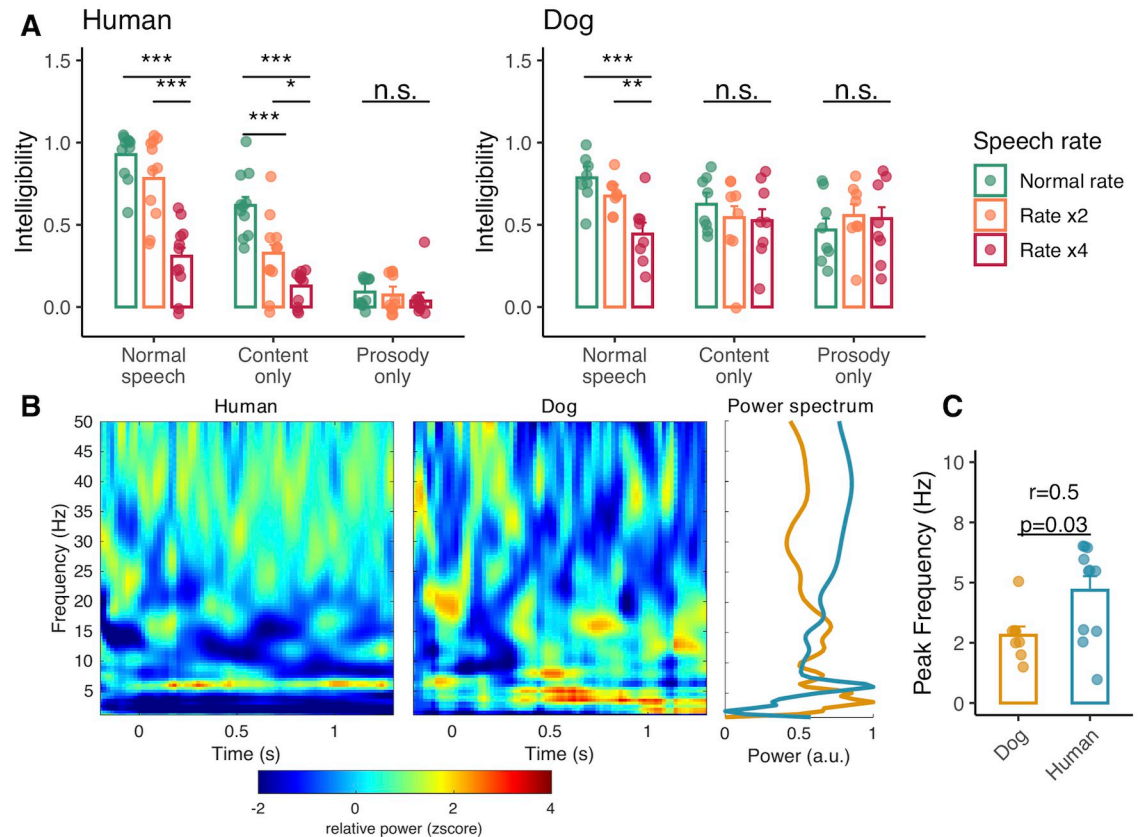 A
Human
Dog
1.5
1.0
0.5
0.0
Intelligibility
***
***
***
*
***
n.s.
Normal speech
Content only
Prosody only
1.5
1.0
0.5
0.0
Intelligibility
***
**
n.s.
n.s.
Normal speech
Content only
Prosody only
Speech rate
Normal rate
Rate x2
Rate x4
B
Human
Dog
Power spectrum
50
45
40
35
30
25
20
15
10
5
Frequency (Hz)
0
0.5
1
Time (s)
0
0.5
1
Time (s)
0
0.5
1
Power (a.u.)
-2
0
2
4
relative power (zscore)
C
10
8
5
2
0
Peak Frequency (Hz)
r=0.5
p=0.03
Dog
Human